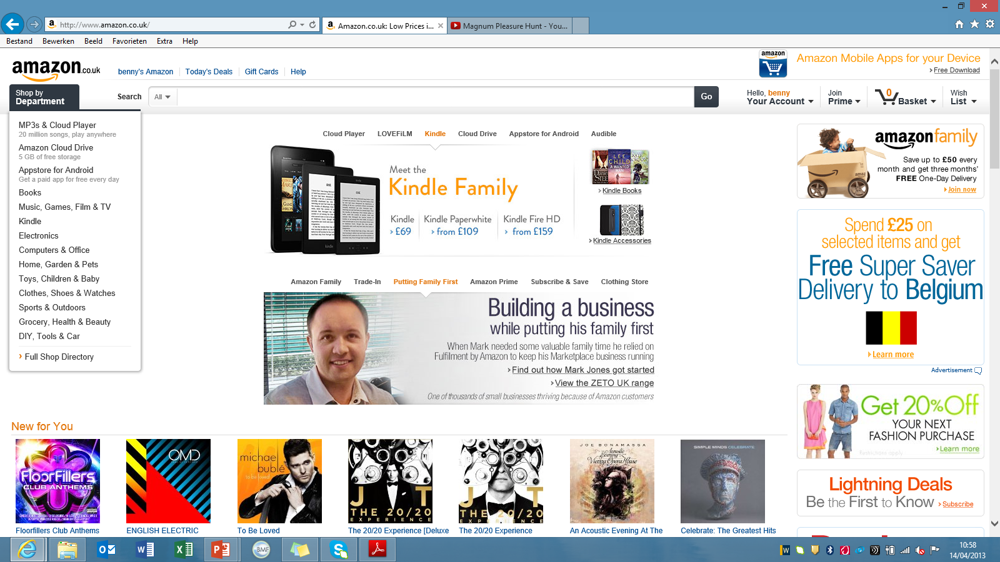 http://www.amazon.co.uk/
Amazon.co.uk: Low Prices i...
Magnum Pleasure Hunt - You...
Bestand Bewerken Beeld Favorieten Extra Help
amazon.co.uk
benny's Amazon Today's Deals Gift Cards Help
amazon
Amazon Mobile Apps for your Device
Free Download
Shop by
Department
Search
All
Go
Hello, benny
Your Account
Join
Prime
0
Basket
Wish
List
MP3s & Cloud Player
20 million songs, play anywhere
Amazon Cloud Drive
5 GB of free storage
Appstore for Android
Get a paid app for free every day
Books
Music, Games, Film & TV
Kindle
Electronics
Computers & Office
Home, Garden & Pets
Toys, Children & Baby
Clothes, Shoes & Watches
Sports & Outdoors
Grocery, Health & Beauty
DIY, Tools & Car
Full Shop Directory
Cloud Player LOVEFiLM Kindle Cloud Drive Appstore for Android Audible
Meet the
Kindle Family
Kindle
£69
Kindle Paperwhite
from £109
Kindle Fire HD
from £159
LEE
CHILD
A WANTED
MAN
Kindle Books
Kindle Accessories
Amazon Family Trade-In Putting Family First Amazon Prime Subscribe & Save Clothing Store
Building a business
while putting his family first
When Mark needed some valuable family time he relied on
Fulfilment by Amazon to keep his Marketplace business running
Find out how Mark Jones got started
View the ZETO UK range
One of thousands of small businesses thriving because of Amazon customers
amazonfamily
Save up to £50 every
month and get three months'
FREE One-Day Delivery
Join now
Spend £25 on
selected items and get
Free Super Saver
Delivery to Belgium
Learn more
Advertisement
Get 20% Off
YOUR NEXT
FASHION PURCHASE
Restrictions apply
Learn more
Lightning Deals
Be the First to Know
Subscribe
New for You
FloorFillers
CLUB ANTHEMS
OMD
michael
bublé
to be loved
J T
THE 20/20
EXPERIENCE
J T
THE 20/20
EXPERIENCE
JOE BONAMASSA
An Acoustic
Evening At The
Vienna Opera House
SIMPLE MINDS CELEBRATE
Floorfillers Club Anthems
ENGLISH ELECTRIC
To Be Loved
The 20/20 Experience [Deluxe
The 20/20 Experience
An Acoustic Evening At The
Celebrate: The Greatest Hits
BMF
10:58
14/04/2013